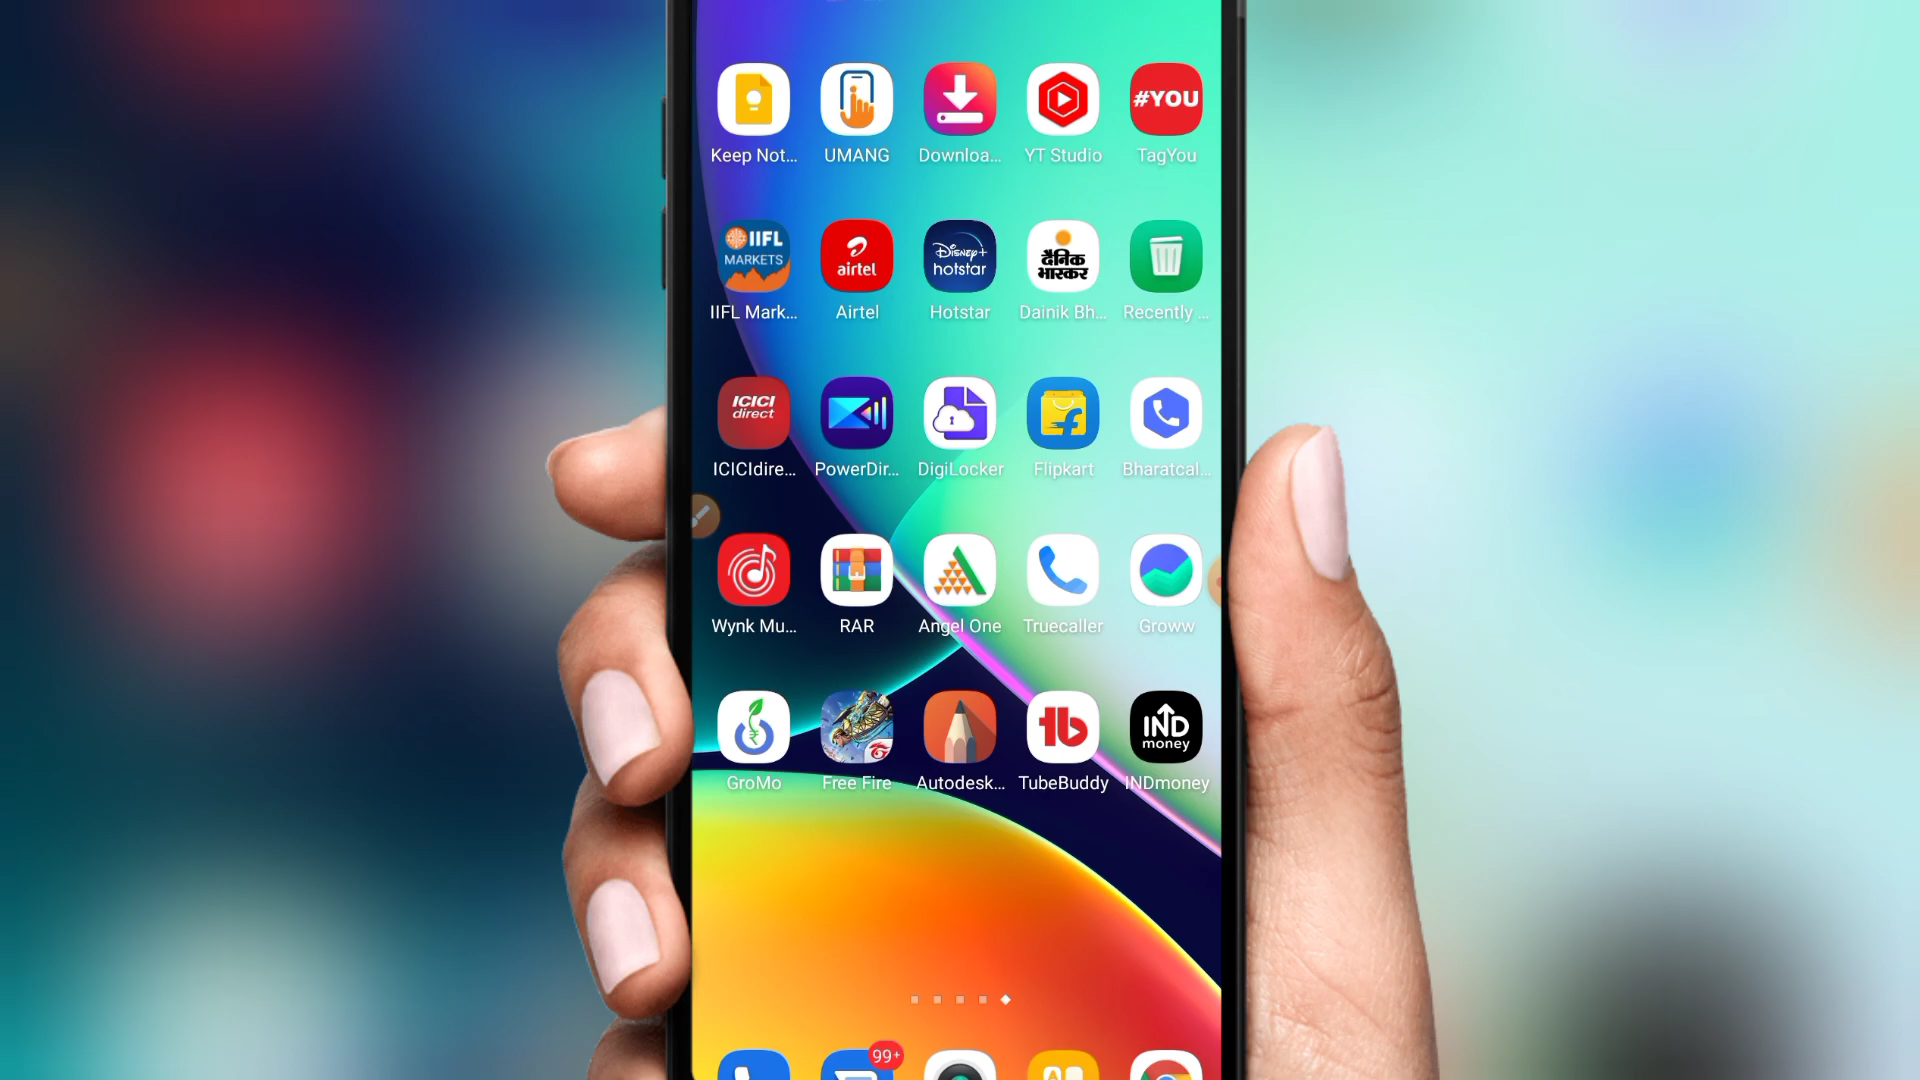 #YOU
Keep Not...
UMANG
Downloa...
YT Studio
TagYou
IIFL
MARKETS
airtel
Disney+
hotstar
दैनिक
भास्कर
IIFL Mark...
Airtel
Hotstar
Dainik Bh...
Recently ...
ICICI
direct
ICICIdire...
PowerDir...
DigiLocker
Flipkart
Bharatcal...
Wynk Mu...
RAR
Angel One
Truecaller
Groww
IND
money
GroMo
Free Fire
Autodesk...
TubeBuddy
INDmoney
99+